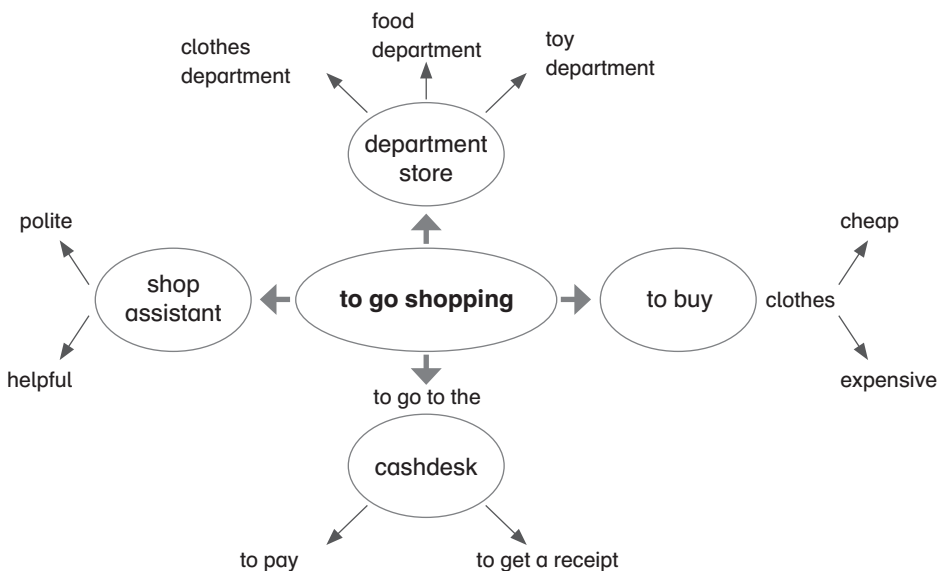 food
department
clothes
department
toy
department
department
store
polite
shop
assistant
helpful
to go shopping
to buy
clothes
cheap
expensive
to go to the
cashdesk
to pay
to get a receipt